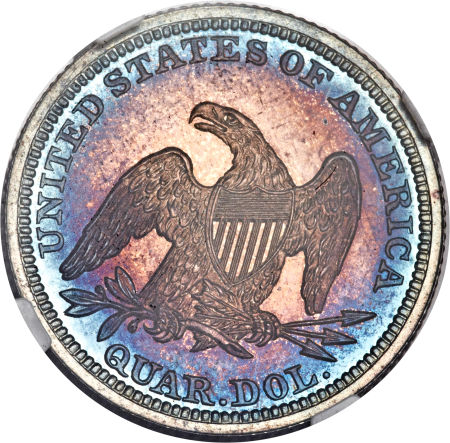 UNITED STATES OF AMERICA
QUAR. DOL.